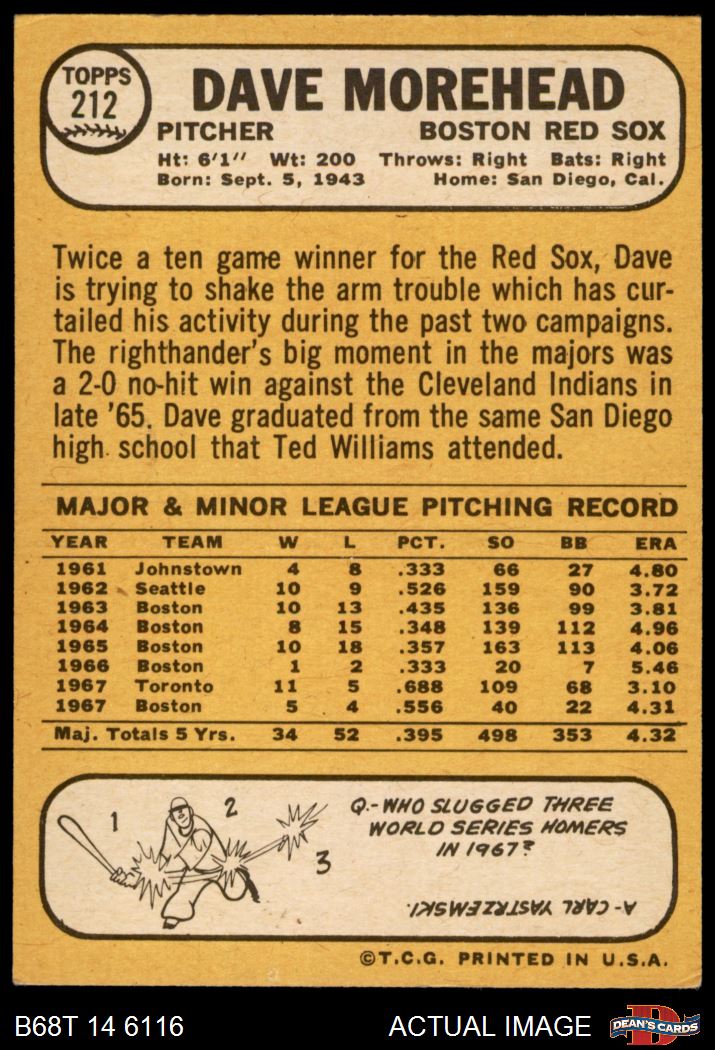 TOPPS
212
DAVE MOREHEAD
PITCHER BOSTON RED SOX
Ht: 6'1" Wt: 200 Throws: Right Bats: Right
Born: Sept. 5, 1943 Home: San Diego, Cal.
Twice a ten game winner for the Red Sox, Dave
is trying to shake the arm trouble which has cur-
tailed his activity during the past two campaigns.
The righthander's big moment in the majors was
a 2-0 no-hit win against the Cleveland Indians in
late '65. Dave graduated from the same San Diego
high school that Ted Williams attended.
MAJOR & MINOR LEAGUE PITCHING RECORD
YEAR TEAM W L PCT. SO BB ERA
1961 Johnstown 4 8 .333 66 27 4.80
1962 Seattle 10 9 .526 159 90 3.72
1963 Boston 10 13 .435 136 99 3.81
1964 Boston 8 15 .348 139 112 4.96
1965 Boston 10 18 .357 163 113 4.06
1966 Boston 1 2 .333 20 7 5.46
1967 Toronto 11 5 .688 109 68 3.10
1967 Boston 5 4 .556 40 22 4.31
Maj. Totals 5 Yrs. 34 52 .395 498 353 4.32
1 2 3
Q.-WHO SLUGGED THREE
WORLD SERIES HOMERS
IN 1967?
A-CARL YASTRZEMSKI.
©T.C.G. PRINTED IN U.S.A.
B68T 14 6116 ACTUAL IMAGE D DEAN'S CARDS